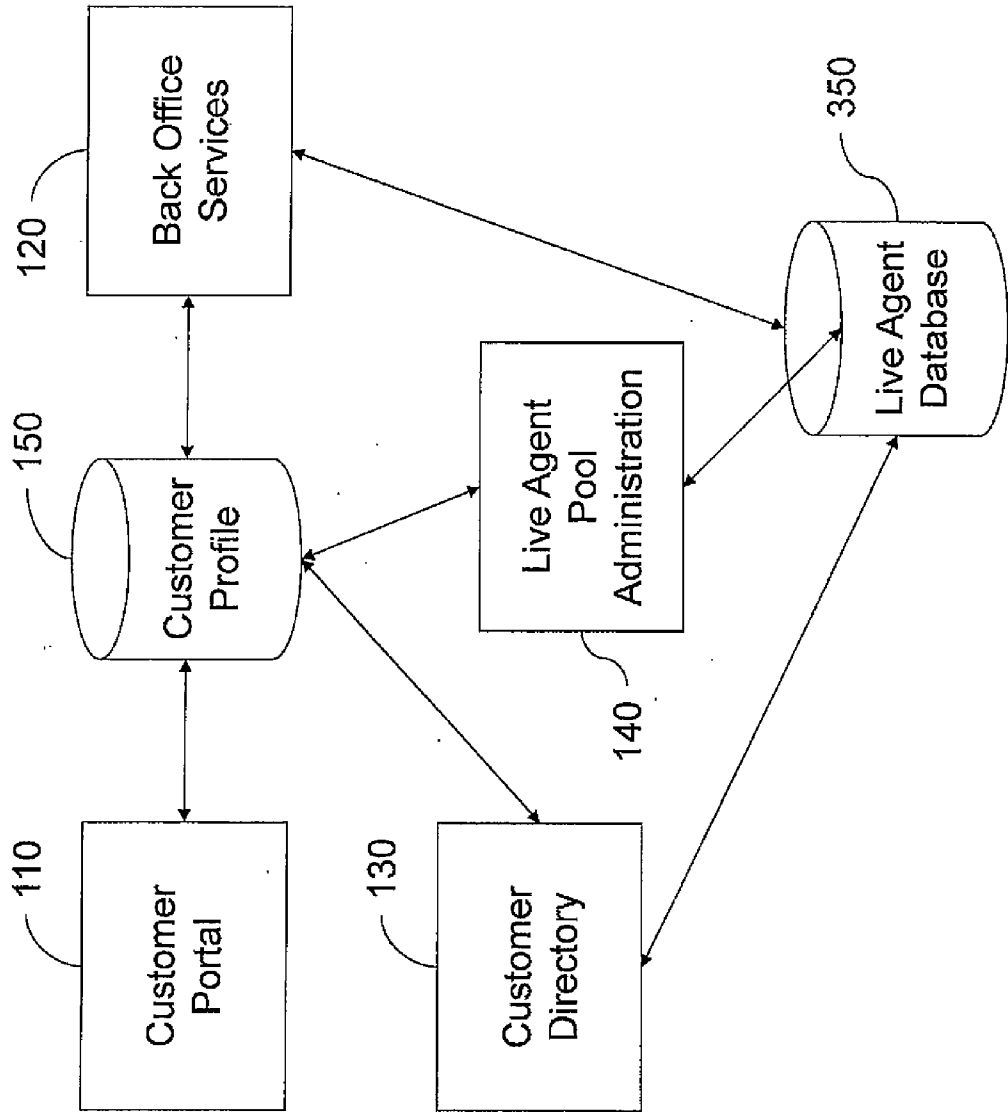 110
Customer
Portal
150
Customer
Profile
120
Back Office
Services
130
Customer
Directory
140
Live Agent
Pool
Administration
350
Live Agent
Database